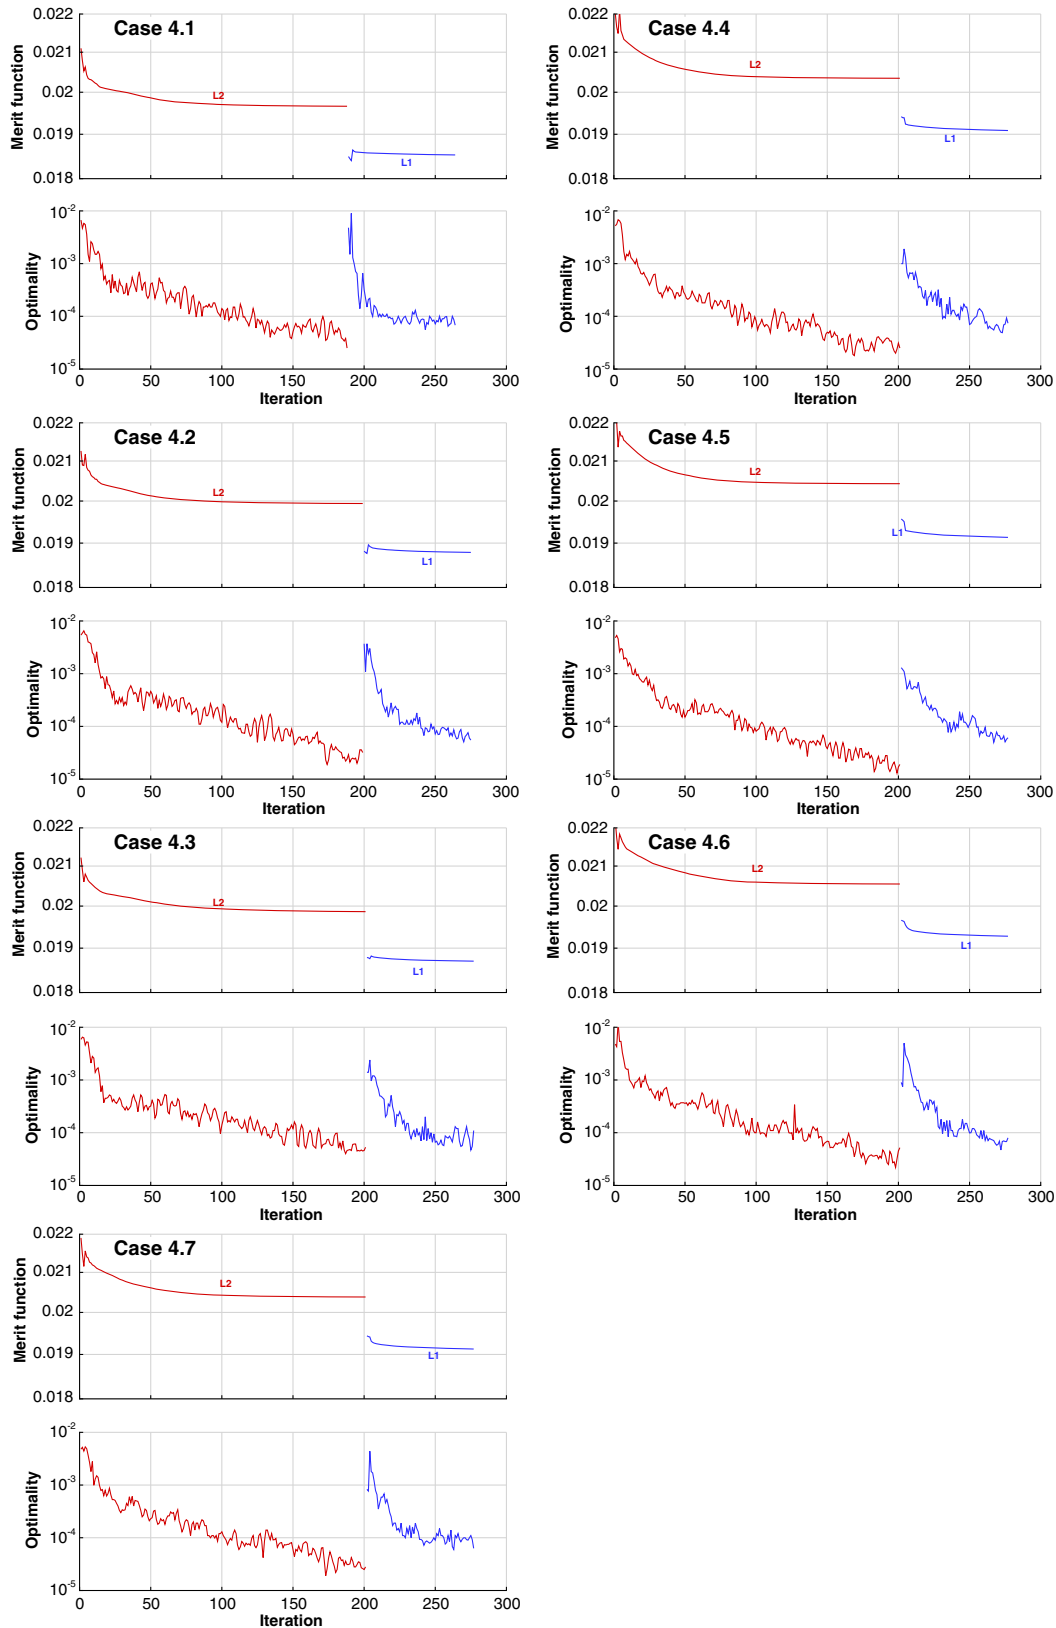 Case 4.1
Merit function
0.022
0.021
0.02
0.019
0.018
L2
L1
Optimality
10-2
10-3
10-4
10-5
0 50 100 150 200 250 300
Iteration
Case 4.4
Merit function
0.022
0.021
0.02
0.019
0.018
L2
L1
Optimality
10-2
10-3
10-4
10-5
0 50 100 150 200 250 300
Iteration
Case 4.2
Merit function
0.022
0.021
0.02
0.019
0.018
L2
L1
Optimality
10-2
10-3
10-4
10-5
0 50 100 150 200 250 300
Iteration
Case 4.5
Merit function
0.022
0.021
0.02
0.019
0.018
L2
L1
Optimality
10-2
10-3
10-4
10-5
0 50 100 150 200 250 300
Iteration
Case 4.3
Merit function
0.022
0.021
0.02
0.019
0.018
L2
L1
Optimality
10-2
10-3
10-4
10-5
0 50 100 150 200 250 300
Iteration
Case 4.6
Merit function
0.022
0.021
0.02
0.019
0.018
L2
L1
Optimality
10-2
10-3
10-4
10-5
0 50 100 150 200 250 300
Iteration
Case 4.7
Merit function
0.022
0.021
0.02
0.019
0.018
L2
L1
Optimality
10-2
10-3
10-4
10-5
0 50 100 150 200 250 300
Iteration